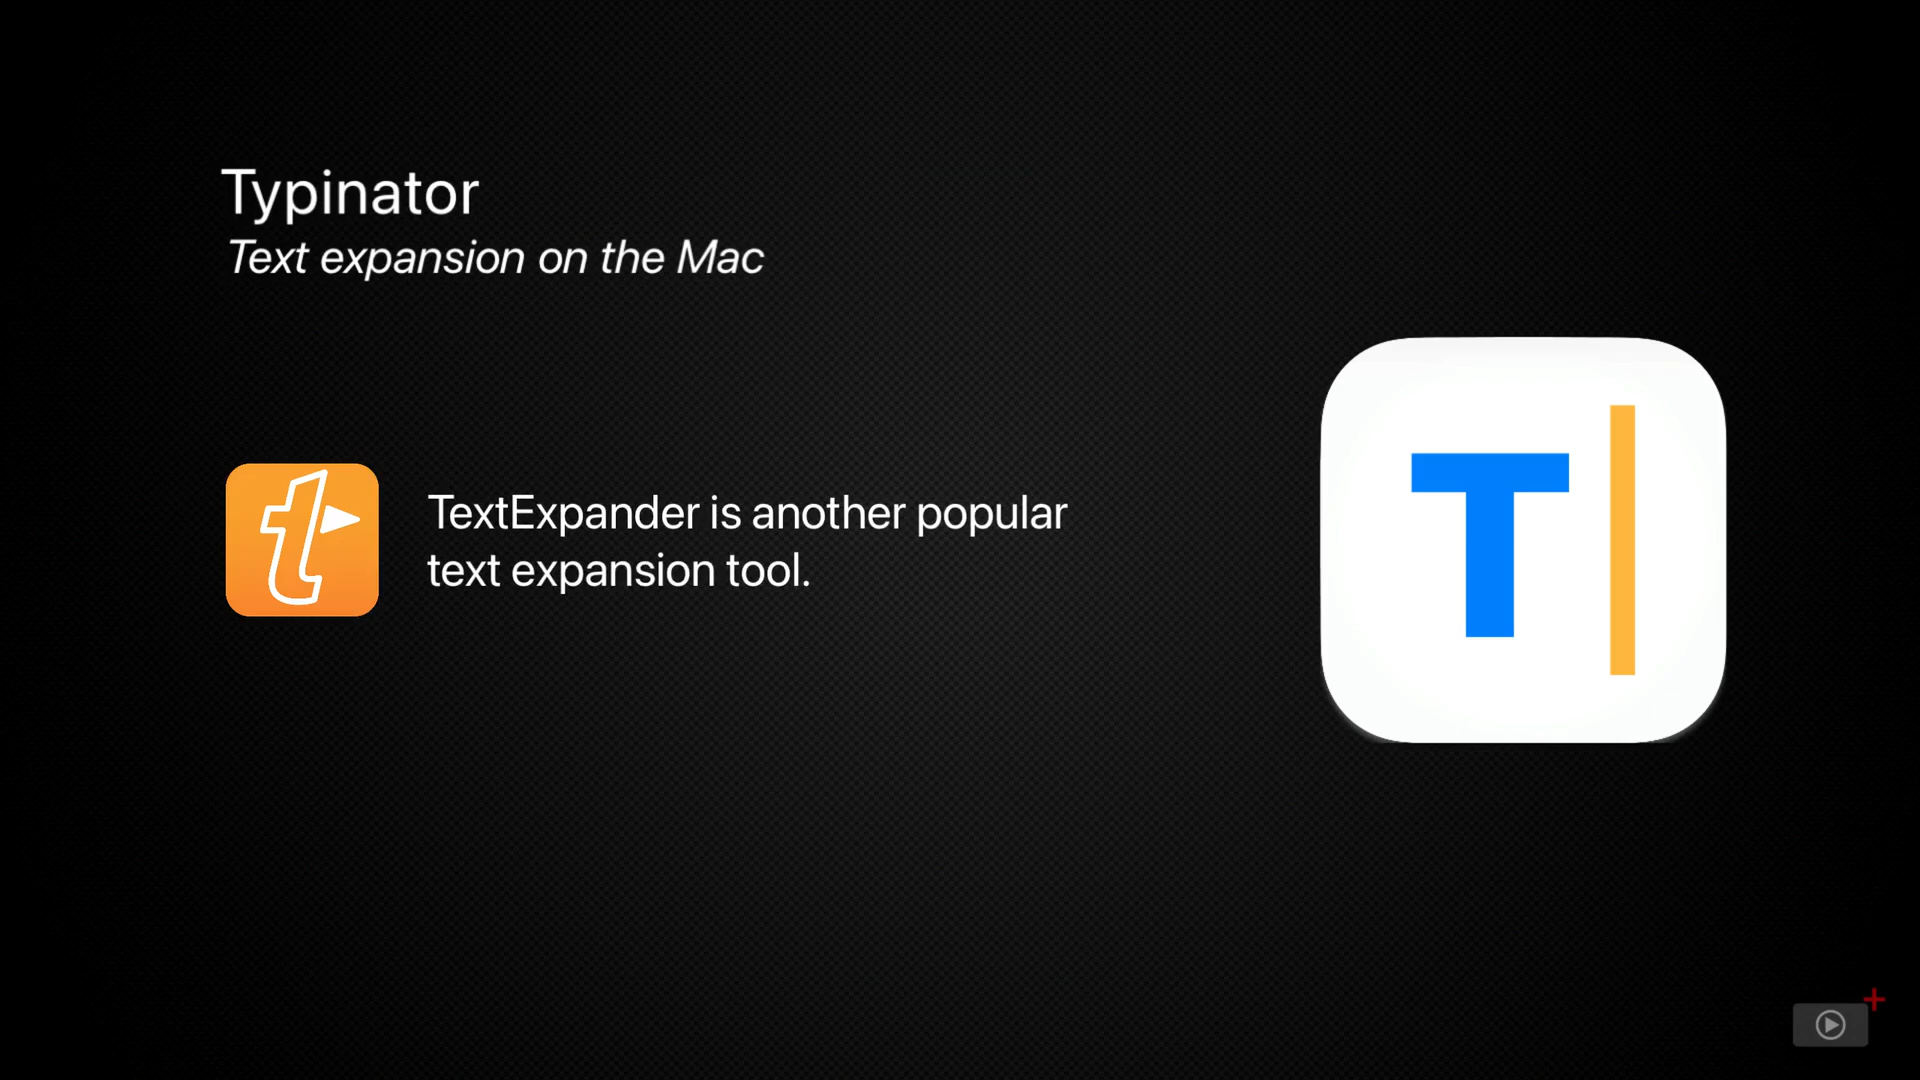 Typinator
Text expansion on the Mac
t
TextExpander is another popular
text expansion tool.
T